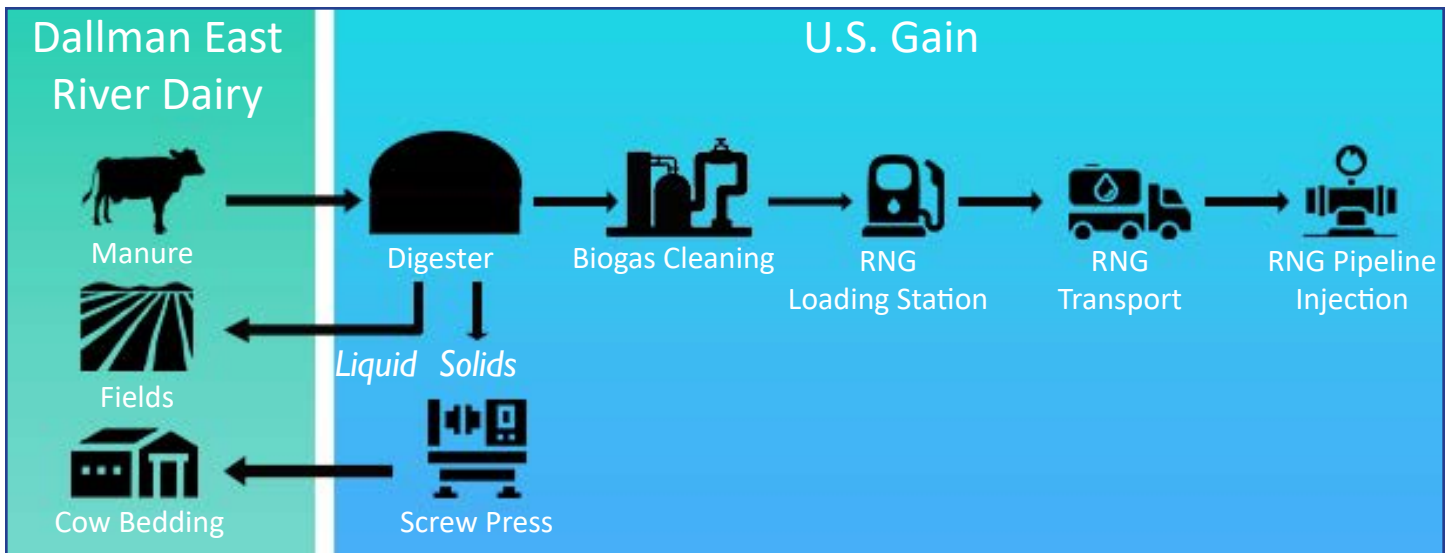 Dallman East
River Dairy
U.S. Gain
Manure
Digester
Biogas Cleaning
RNG
Loading Station
RNG
Transport
RNG Pipeline
Injection
Liquid
Solids
Fields
Cow Bedding
Screw Press